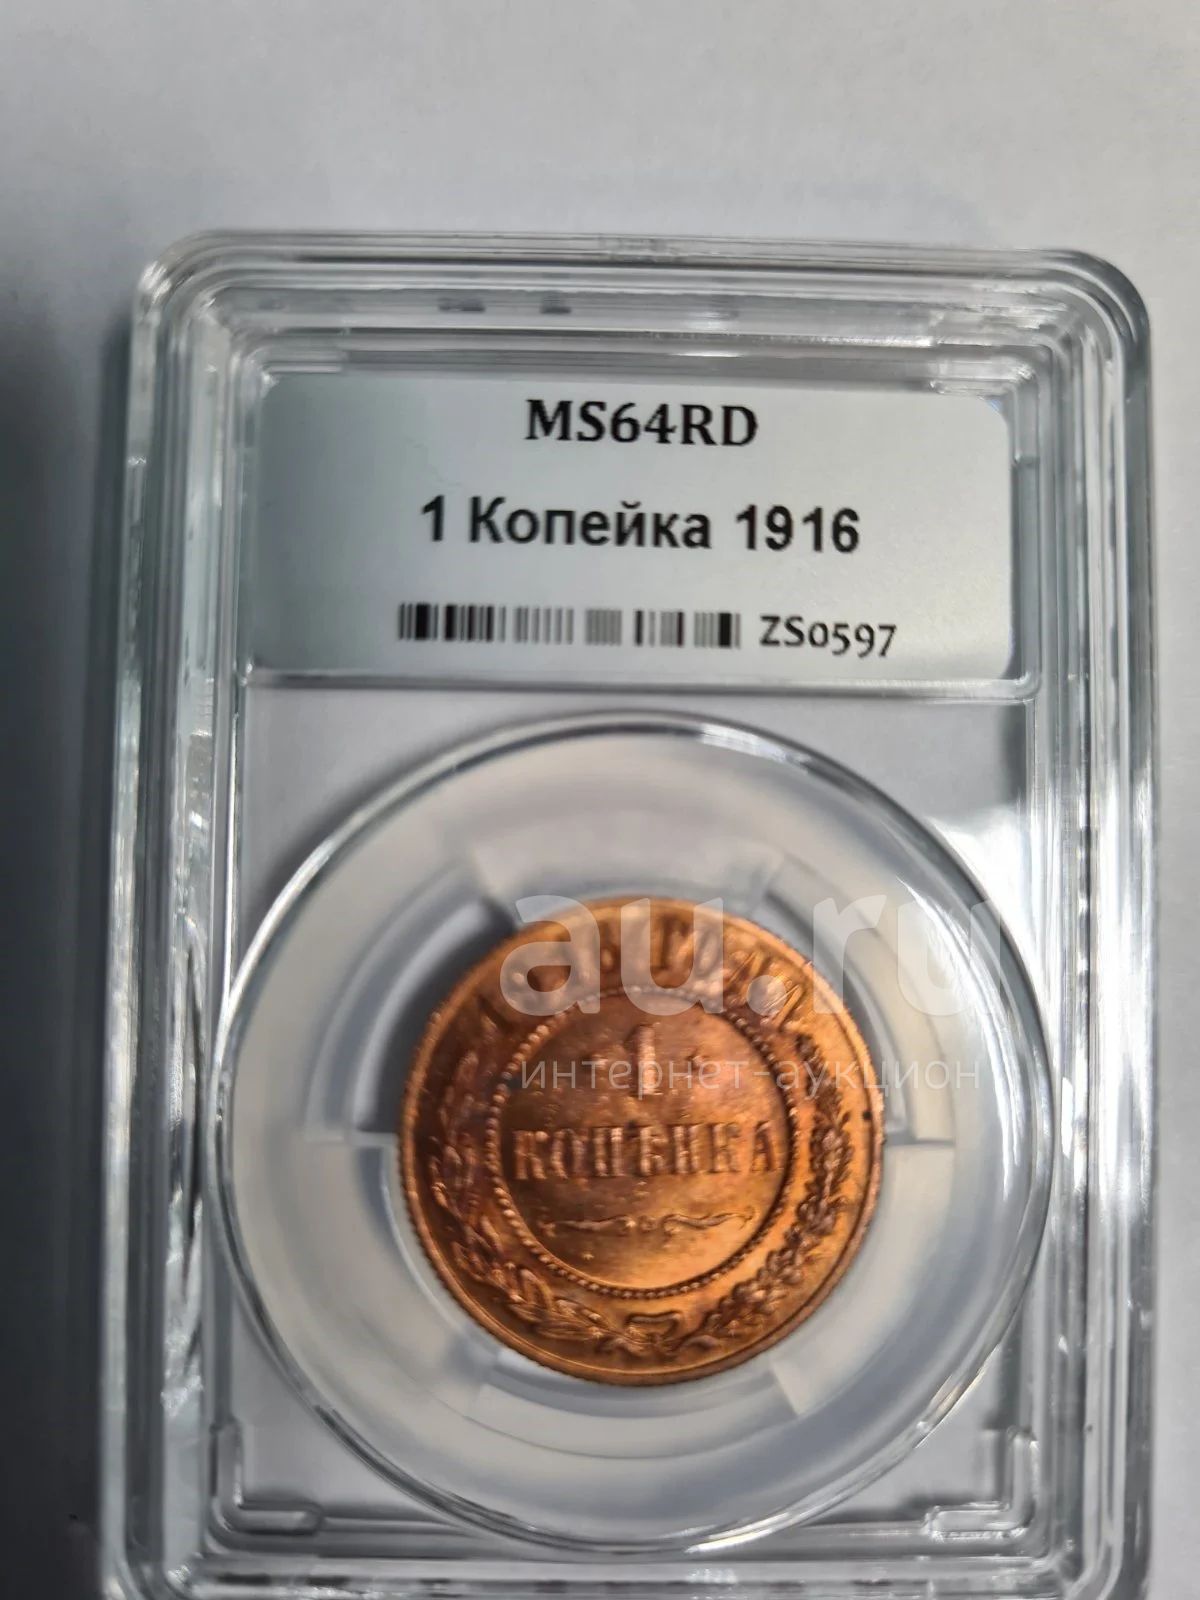 MS64RD
1 Копейка 1916
ZS0597
au.ru
интернет-аукцион
1
КОПѢЙКА